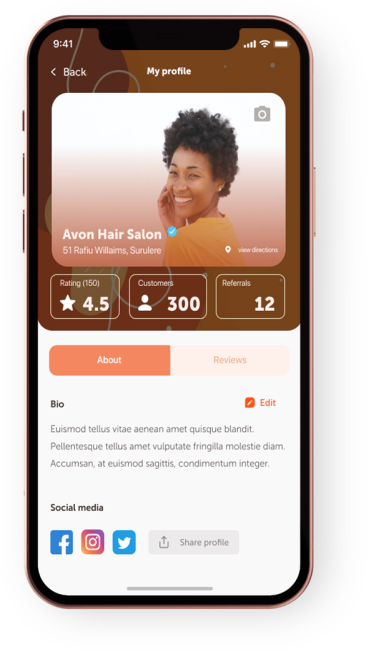 9:41
Back
My profile
Avon Hair Salon
51 Rafiu Willaims, Surulere
view directions
Rating (150)
4.5
Customers
300
Referrals
12
About
Reviews
Bio
Edit
Euismod tellus vitae aenean amet quisque blandit.
Pellentesque tellus amet vulputate fringilla molestie diam.
Accumsan, at euismod sagittis, condimentum integer.
Social media
Share profile